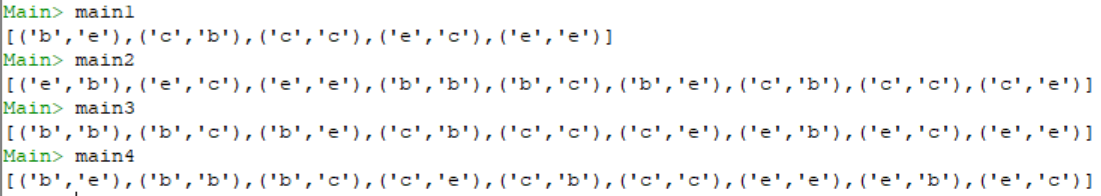 Main> main1
[('b','e'),('c','b'),('c','c'),('e','c'),('e','e')]
Main> main2
[('e','b'),('e','c'),('e','e'),('b','b'),('b','c'),('b','e'),('c','b'),('c','c'),('c','e')]
Main> main3
[('b','b'),('b','c'),('b','e'),('c','b'),('c','c'),('c','e'),('e','b'),('e','c'),('e','e')]
Main> main4
[('b','e'),('b','b'),('b','c'),('c','e'),('c','b'),('c','c'),('e','e'),('e','b'),('e','c')]